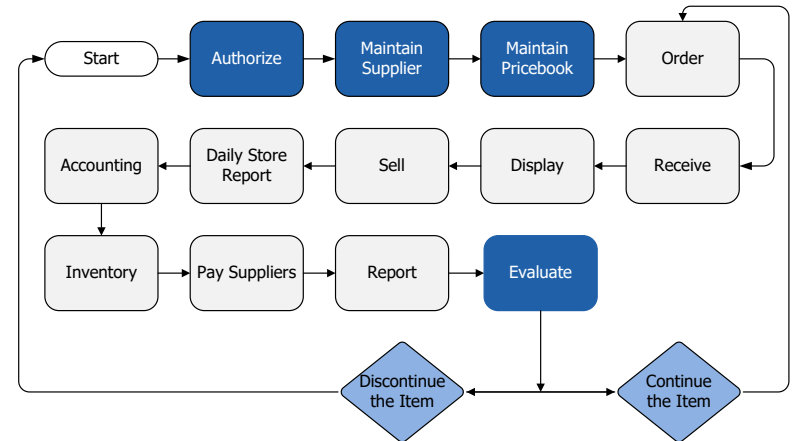 Start
Authorize
Maintain
Supplier
Maintain
Pricebook
Order
Accounting
Daily Store
Report
Sell
Display
Receive
Inventory
Pay Suppliers
Report
Evaluate
Discontinue
the Item
Continue
the Item